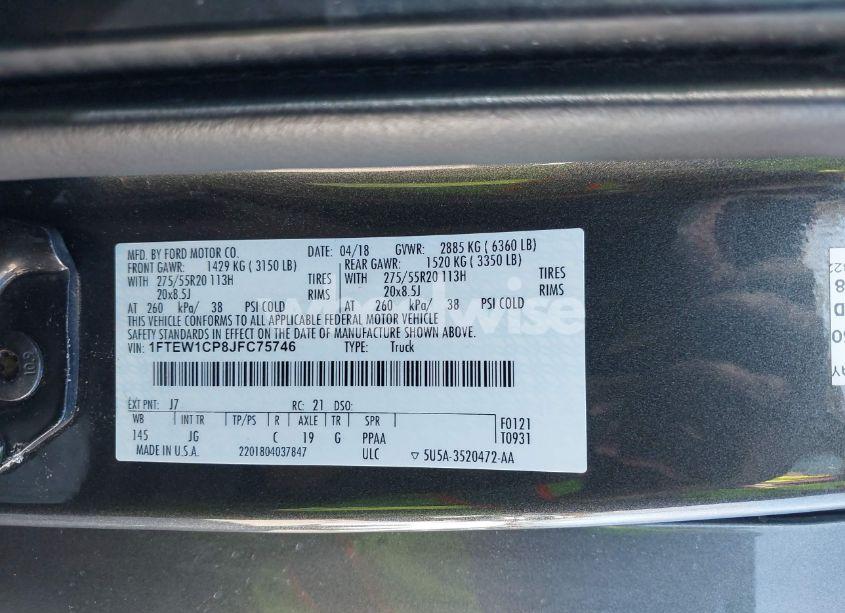 MFD. BY FORD MOTOR CO.
DATE: 04/18 GVWR: 2885 KG ( 6360 LB)
FRONT GAWR: 1429 KG ( 3150 LB)
REAR GAWR: 1520 KG ( 3350 LB)
WITH 275/55R20 113H TIRES
WITH 275/55R20 113H TIRES
20x8.5J RIMS
20x8.5J RIMS
AT 260 kPa/ 38 PSI COLD
AT 260 kPa/ 38 PSI COLD
THIS VEHICLE CONFORMS TO ALL APPLICABLE FEDERAL MOTOR VEHICLE
SAFETY STANDARDS IN EFFECT ON THE DATE OF MANUFACTURE SHOWN ABOVE.
VIN: 1FTEW1CP8JFC75746 TYPE: Truck
EXT PNT: J7 RC: 21 DSO:
WB INT TR TP/PS R AXLE TR SPR
145 JG C 19 G PPAA
F0121
T0931
MADE IN U.S.A. 2201804037847 ULC ▽ 5U5A-3520472-AA